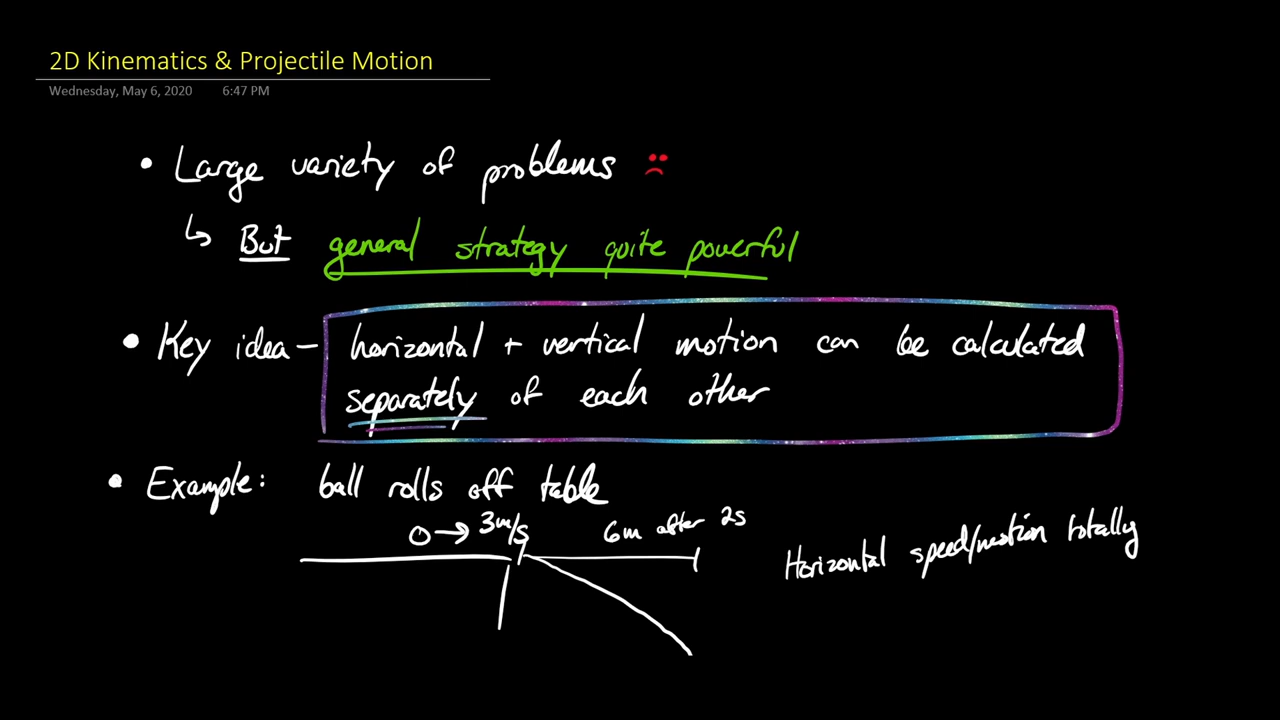 2D Kinematics & Projectile Motion
Wednesday, May 6, 2020 6:47 PM
• Large variety of problems
↳ But general strategy quite powerful
• Key idea – horizontal + vertical motion can be calculated
separately of each other
• Example: ball rolls off table
→ 3m/s
6m after 2s
Horizontal speed/motion totally